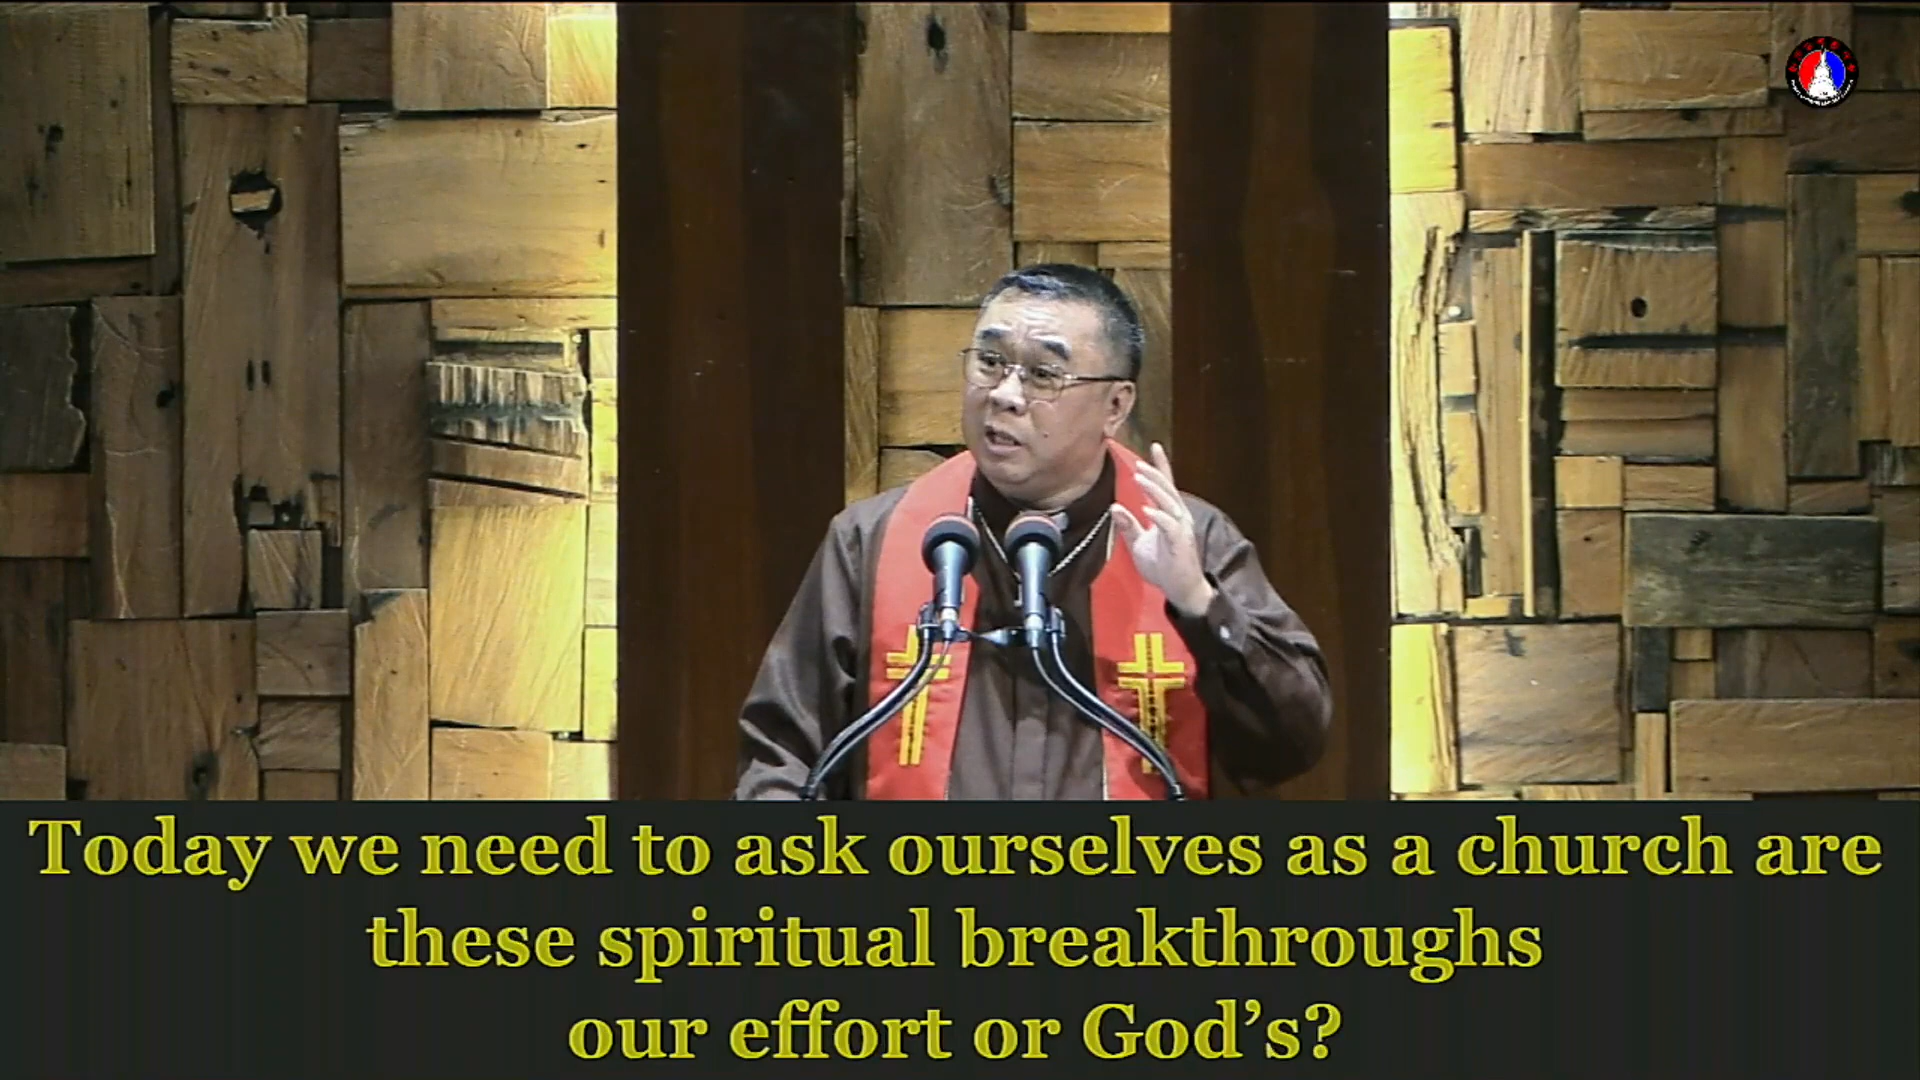 Today we need to ask ourselves as a church are
these spiritual breakthroughs
our effort or God’s?